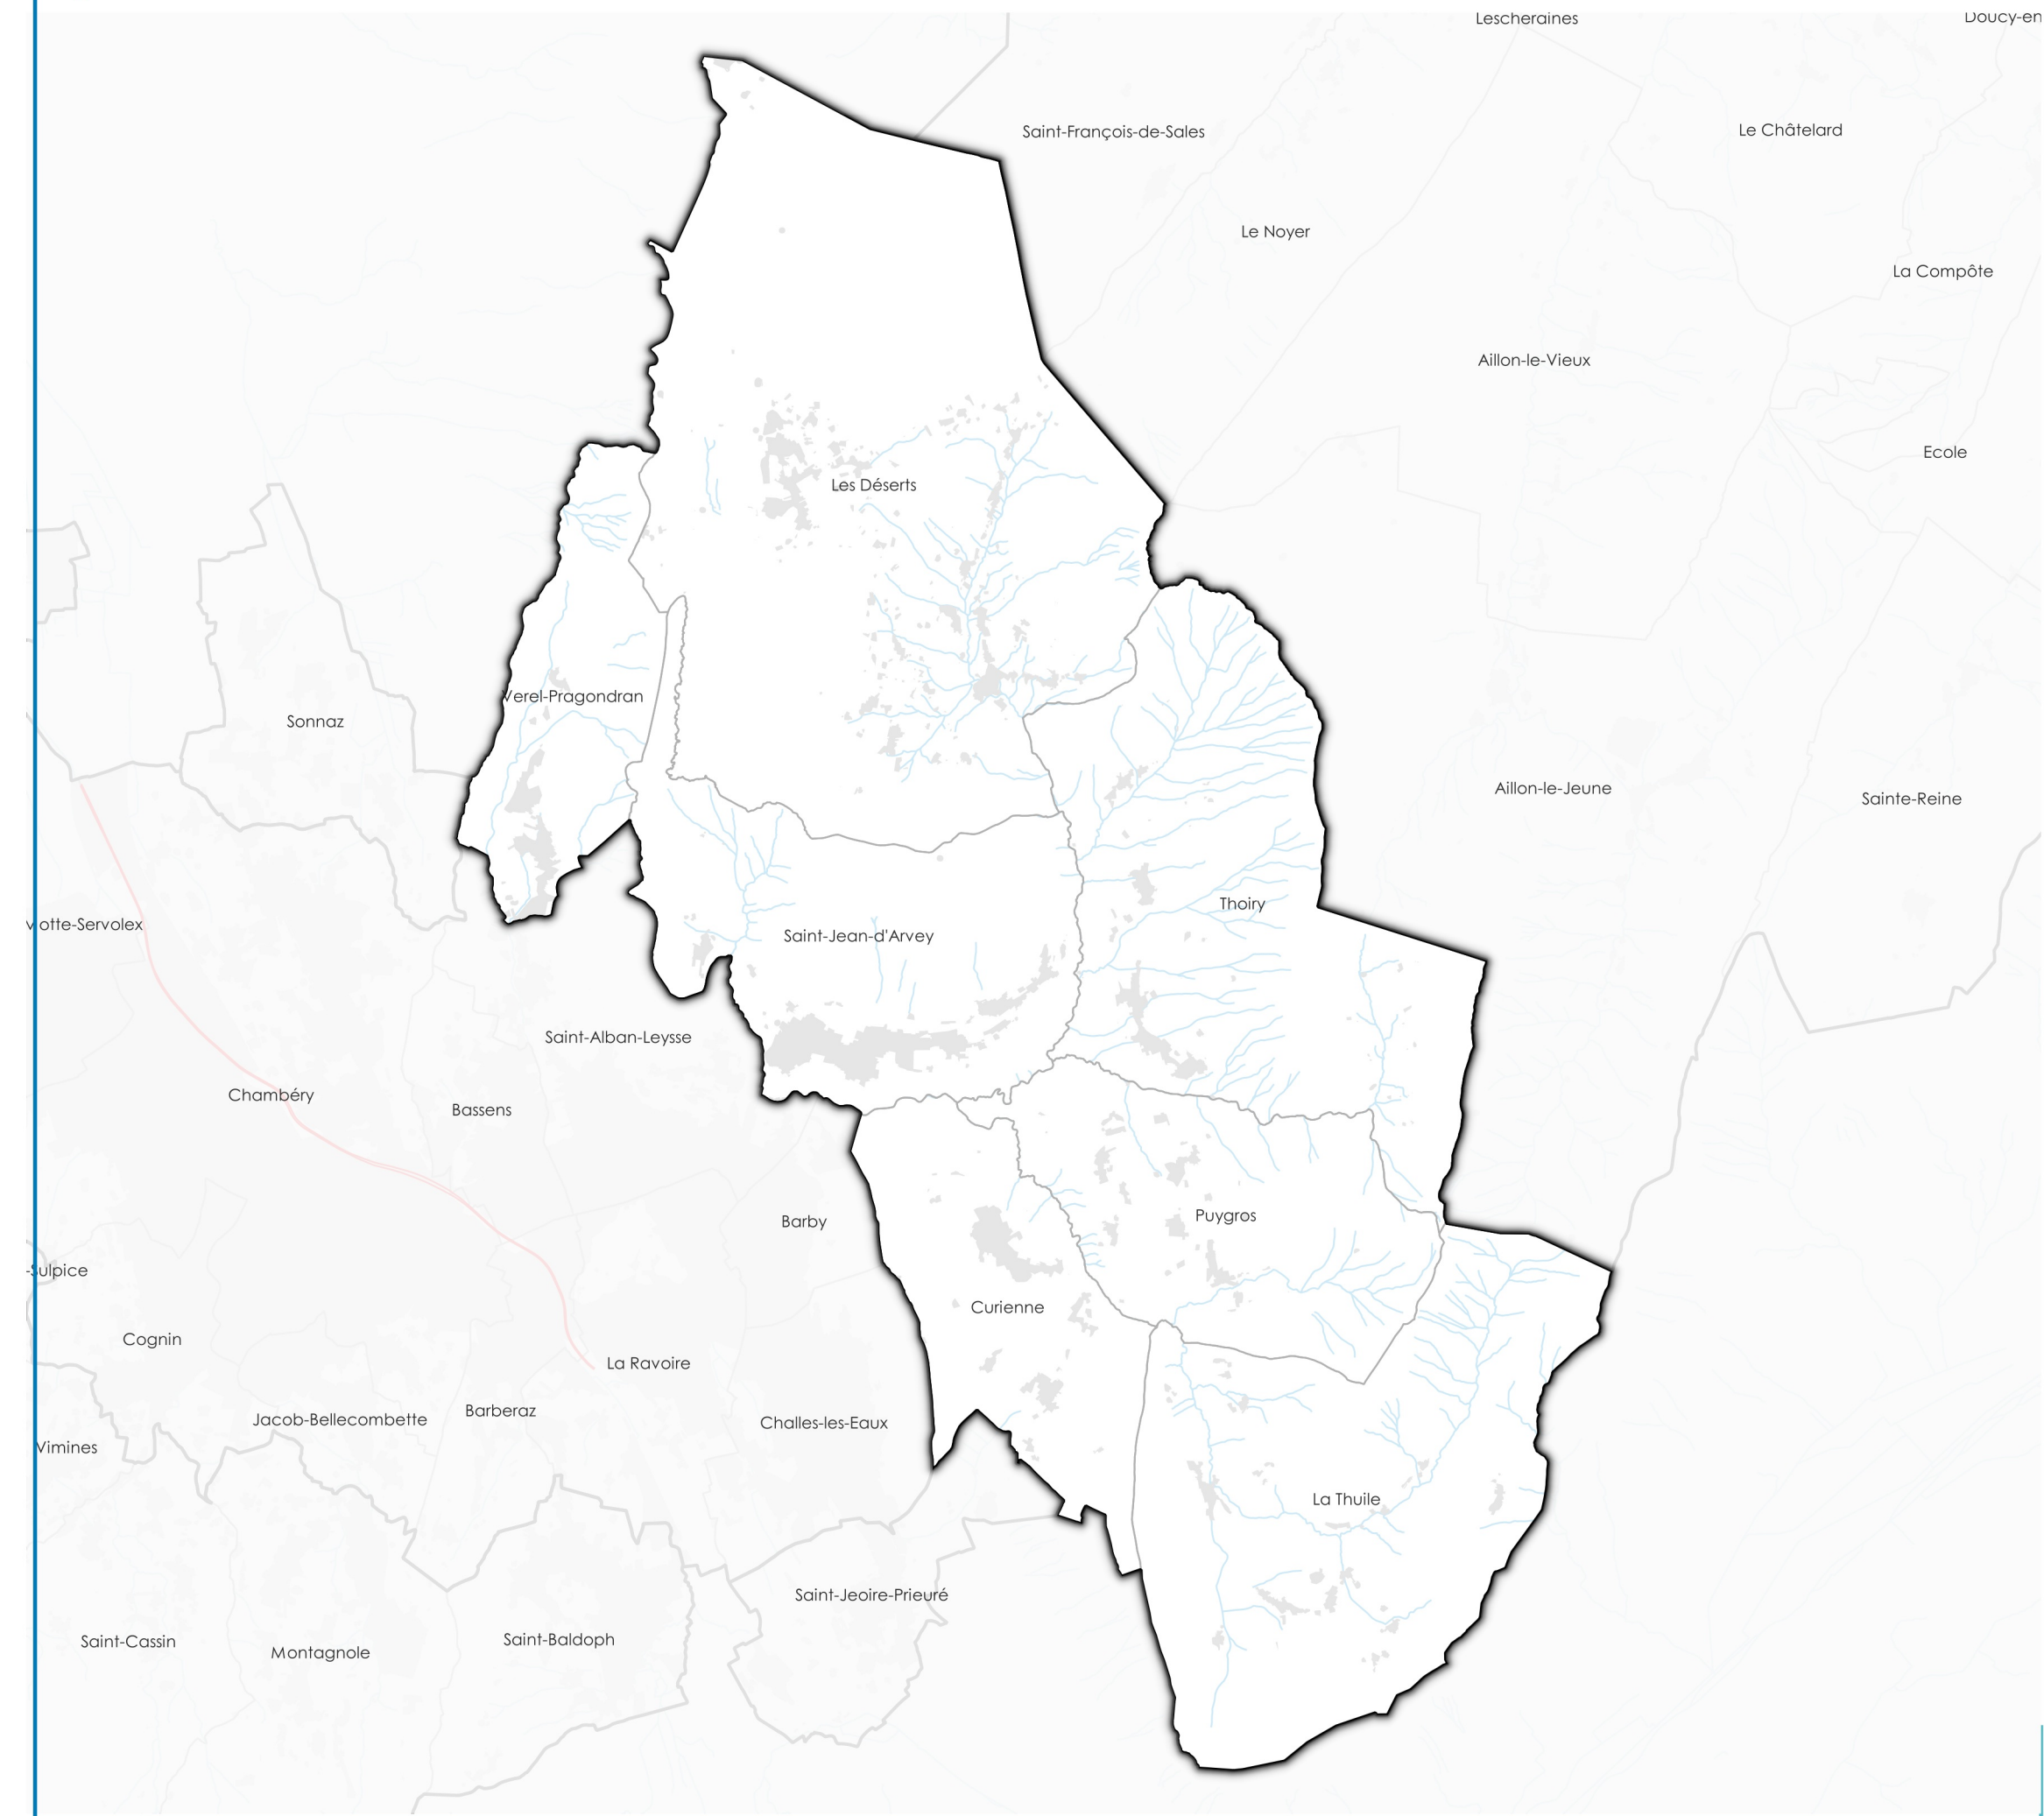 Lescheraines
Doucy-en
Saint-François-de-Sales
Le Châtelard
Le Noyer
La Compôte
Aillon-le-Vieux
Ecole
Les Déserts
Verel-Pragondran
Sonnaz
Aillon-le-Jeune
Sainte-Reine
Thoiry
otte-Servolex
Saint-Jean-d'Arvey
Saint-Alban-Leysse
Chambéry
Bassens
Puygros
Barby
-Sulpice
Curienne
Cognin
La Ravoire
Barberaz
Jacob-Bellecombette
Challes-les-Eaux
Vimines
La Thuile
Saint-Jeoire-Prieuré
Saint-Baldoph
Saint-Cassin
Montagnole